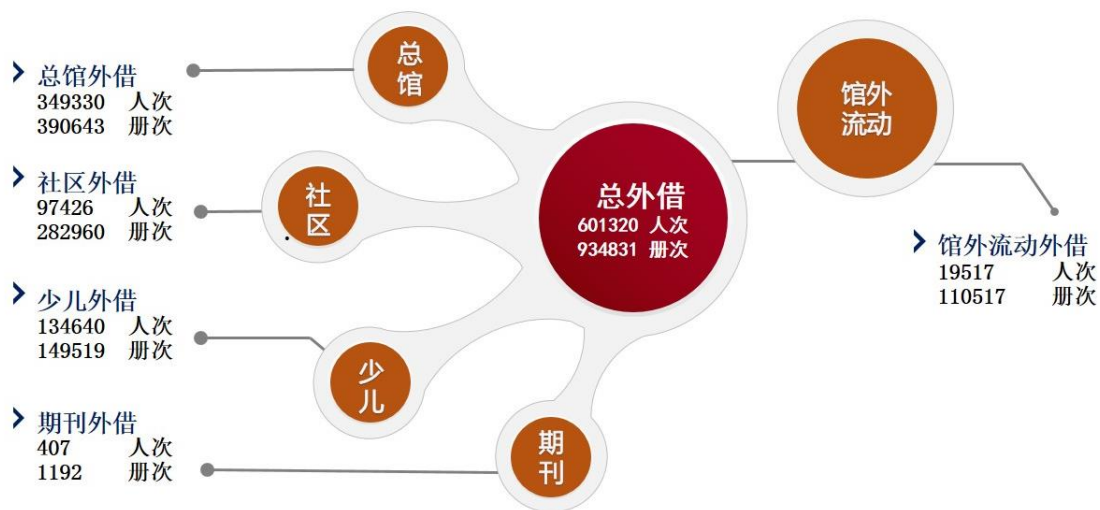 总馆外借
349330 人次
390643 册次
社区外借
97426 人次
282960 册次
少儿外借
134640 人次
149519 册次
期刊外借
407 人次
1192 册次
总
馆
社
区
少
儿
期
刊
总外借
601320 人次
934831 册次
馆外
流动
馆外流动外借
19517 人次
110517 册次